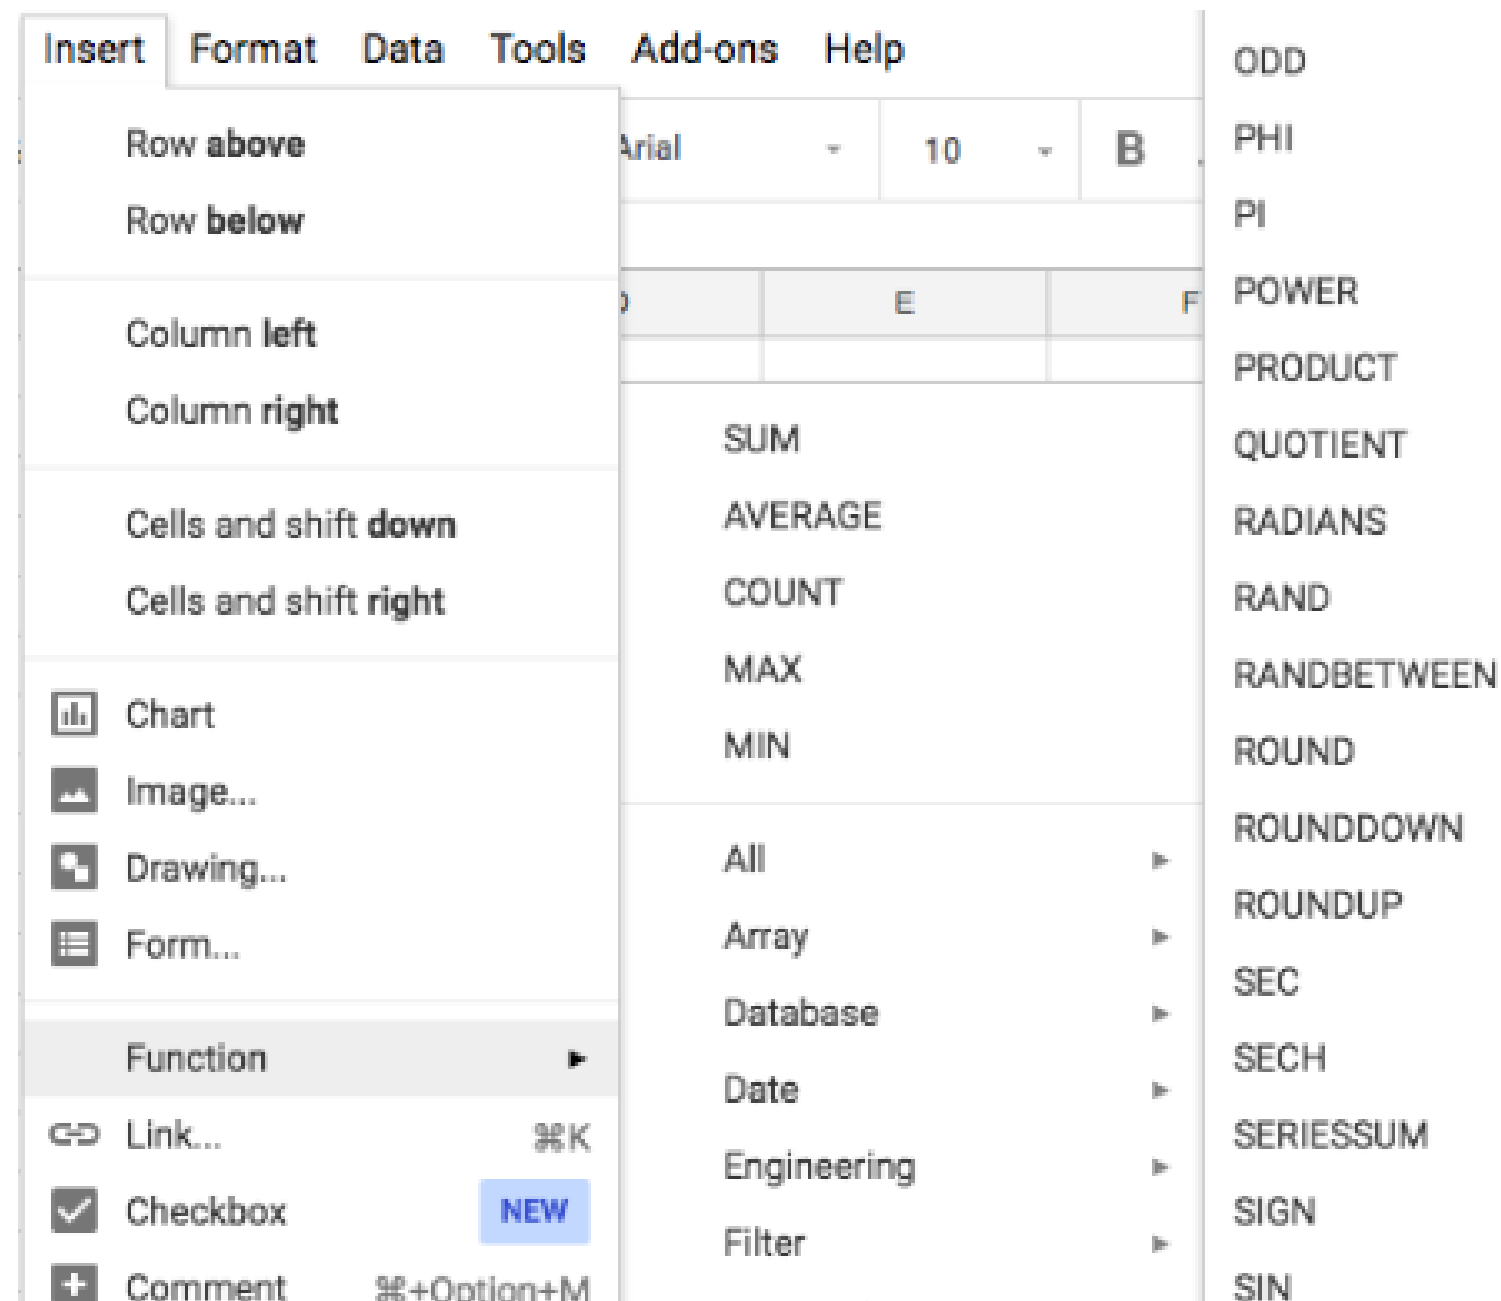 Insert Format Data Tools Add-ons Help
Arial 10 B
E F
Row above
Row below
Column left
Column right
Cells and shift down
Cells and shift right
Chart
Image...
Drawing...
Form...
Function
Link... ⌘K
Checkbox NEW
Comment ⌘+Option+M
SUM
AVERAGE
COUNT
MAX
MIN
All
Array
Database
Date
Engineering
Filter
ODD
PHI
PI
POWER
PRODUCT
QUOTIENT
RADIANS
RAND
RANDBETWEEN
ROUND
ROUNDDOWN
ROUNDUP
SEC
SECH
SERIESSUM
SIGN
SIN